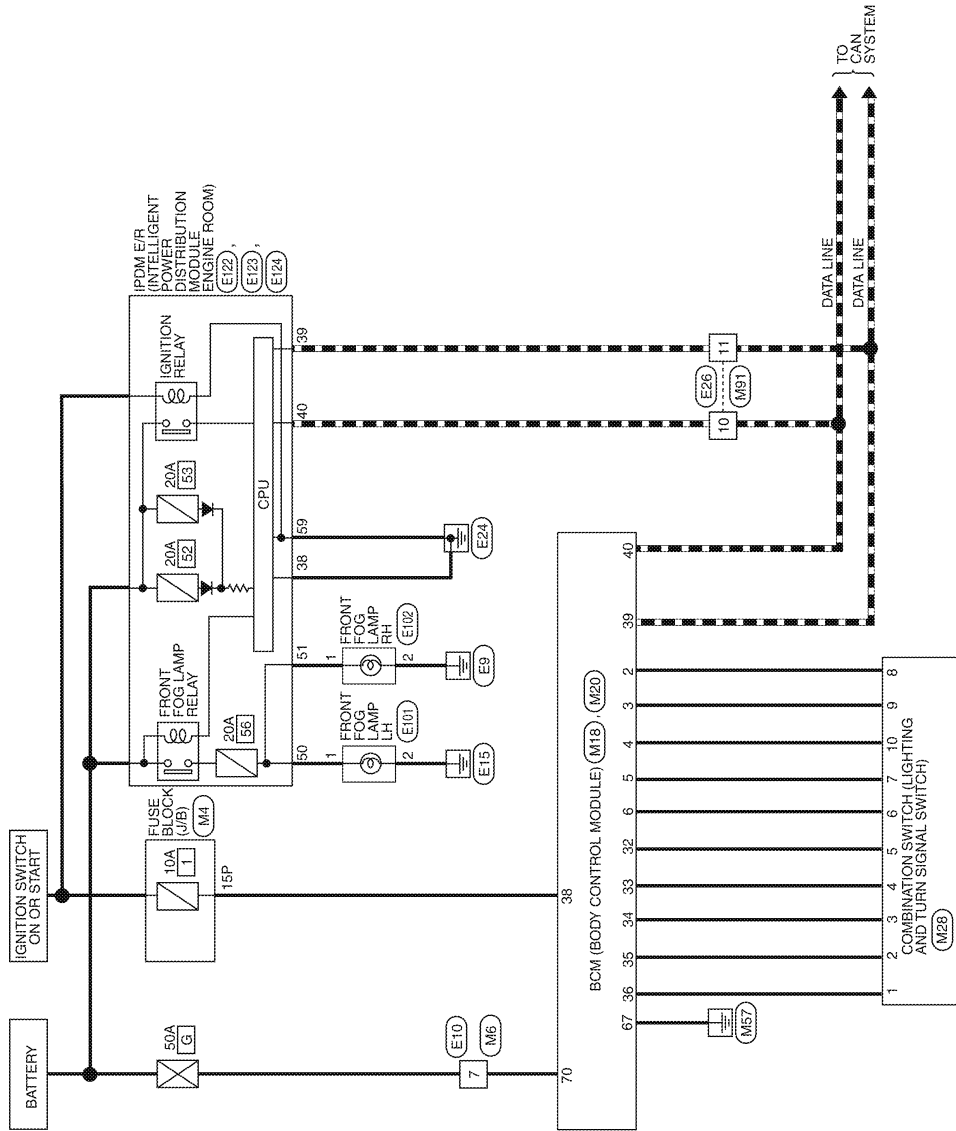 BATTERY
IGNITION SWITCH
ON OR START
50A
G
10A
1
FUSE
BLOCK
(J/B)
M4
15P
FRONT
FOG LAMP
RELAY
20A
56
20A
52
20A
53
IGNITION
RELAY
CPU
IPDM E/R
(INTELLIGENT
POWER
DISTRIBUTION
MODULE
ENGINE ROOM)
E122 ,
E123 ,
E124
50
51
38
59
40
39
1
FRONT
FOG
LAMP
LH
E101
2
E15
1
FRONT
FOG
LAMP
RH
E102
2
E9
E24
7
E10
M6
10
E26
M91
11
70
38
BCM (BODY CONTROL MODULE) M18 , M20
67
36
35
34
33
32
6
5
4
3
2
39
40
M57
DATA LINE
DATA LINE
TO
CAN
SYSTEM
1
2
3
4
5
6
7
10
9
8
COMBINATION SWITCH (LIGHTING
AND TURN SIGNAL SWITCH)
M28